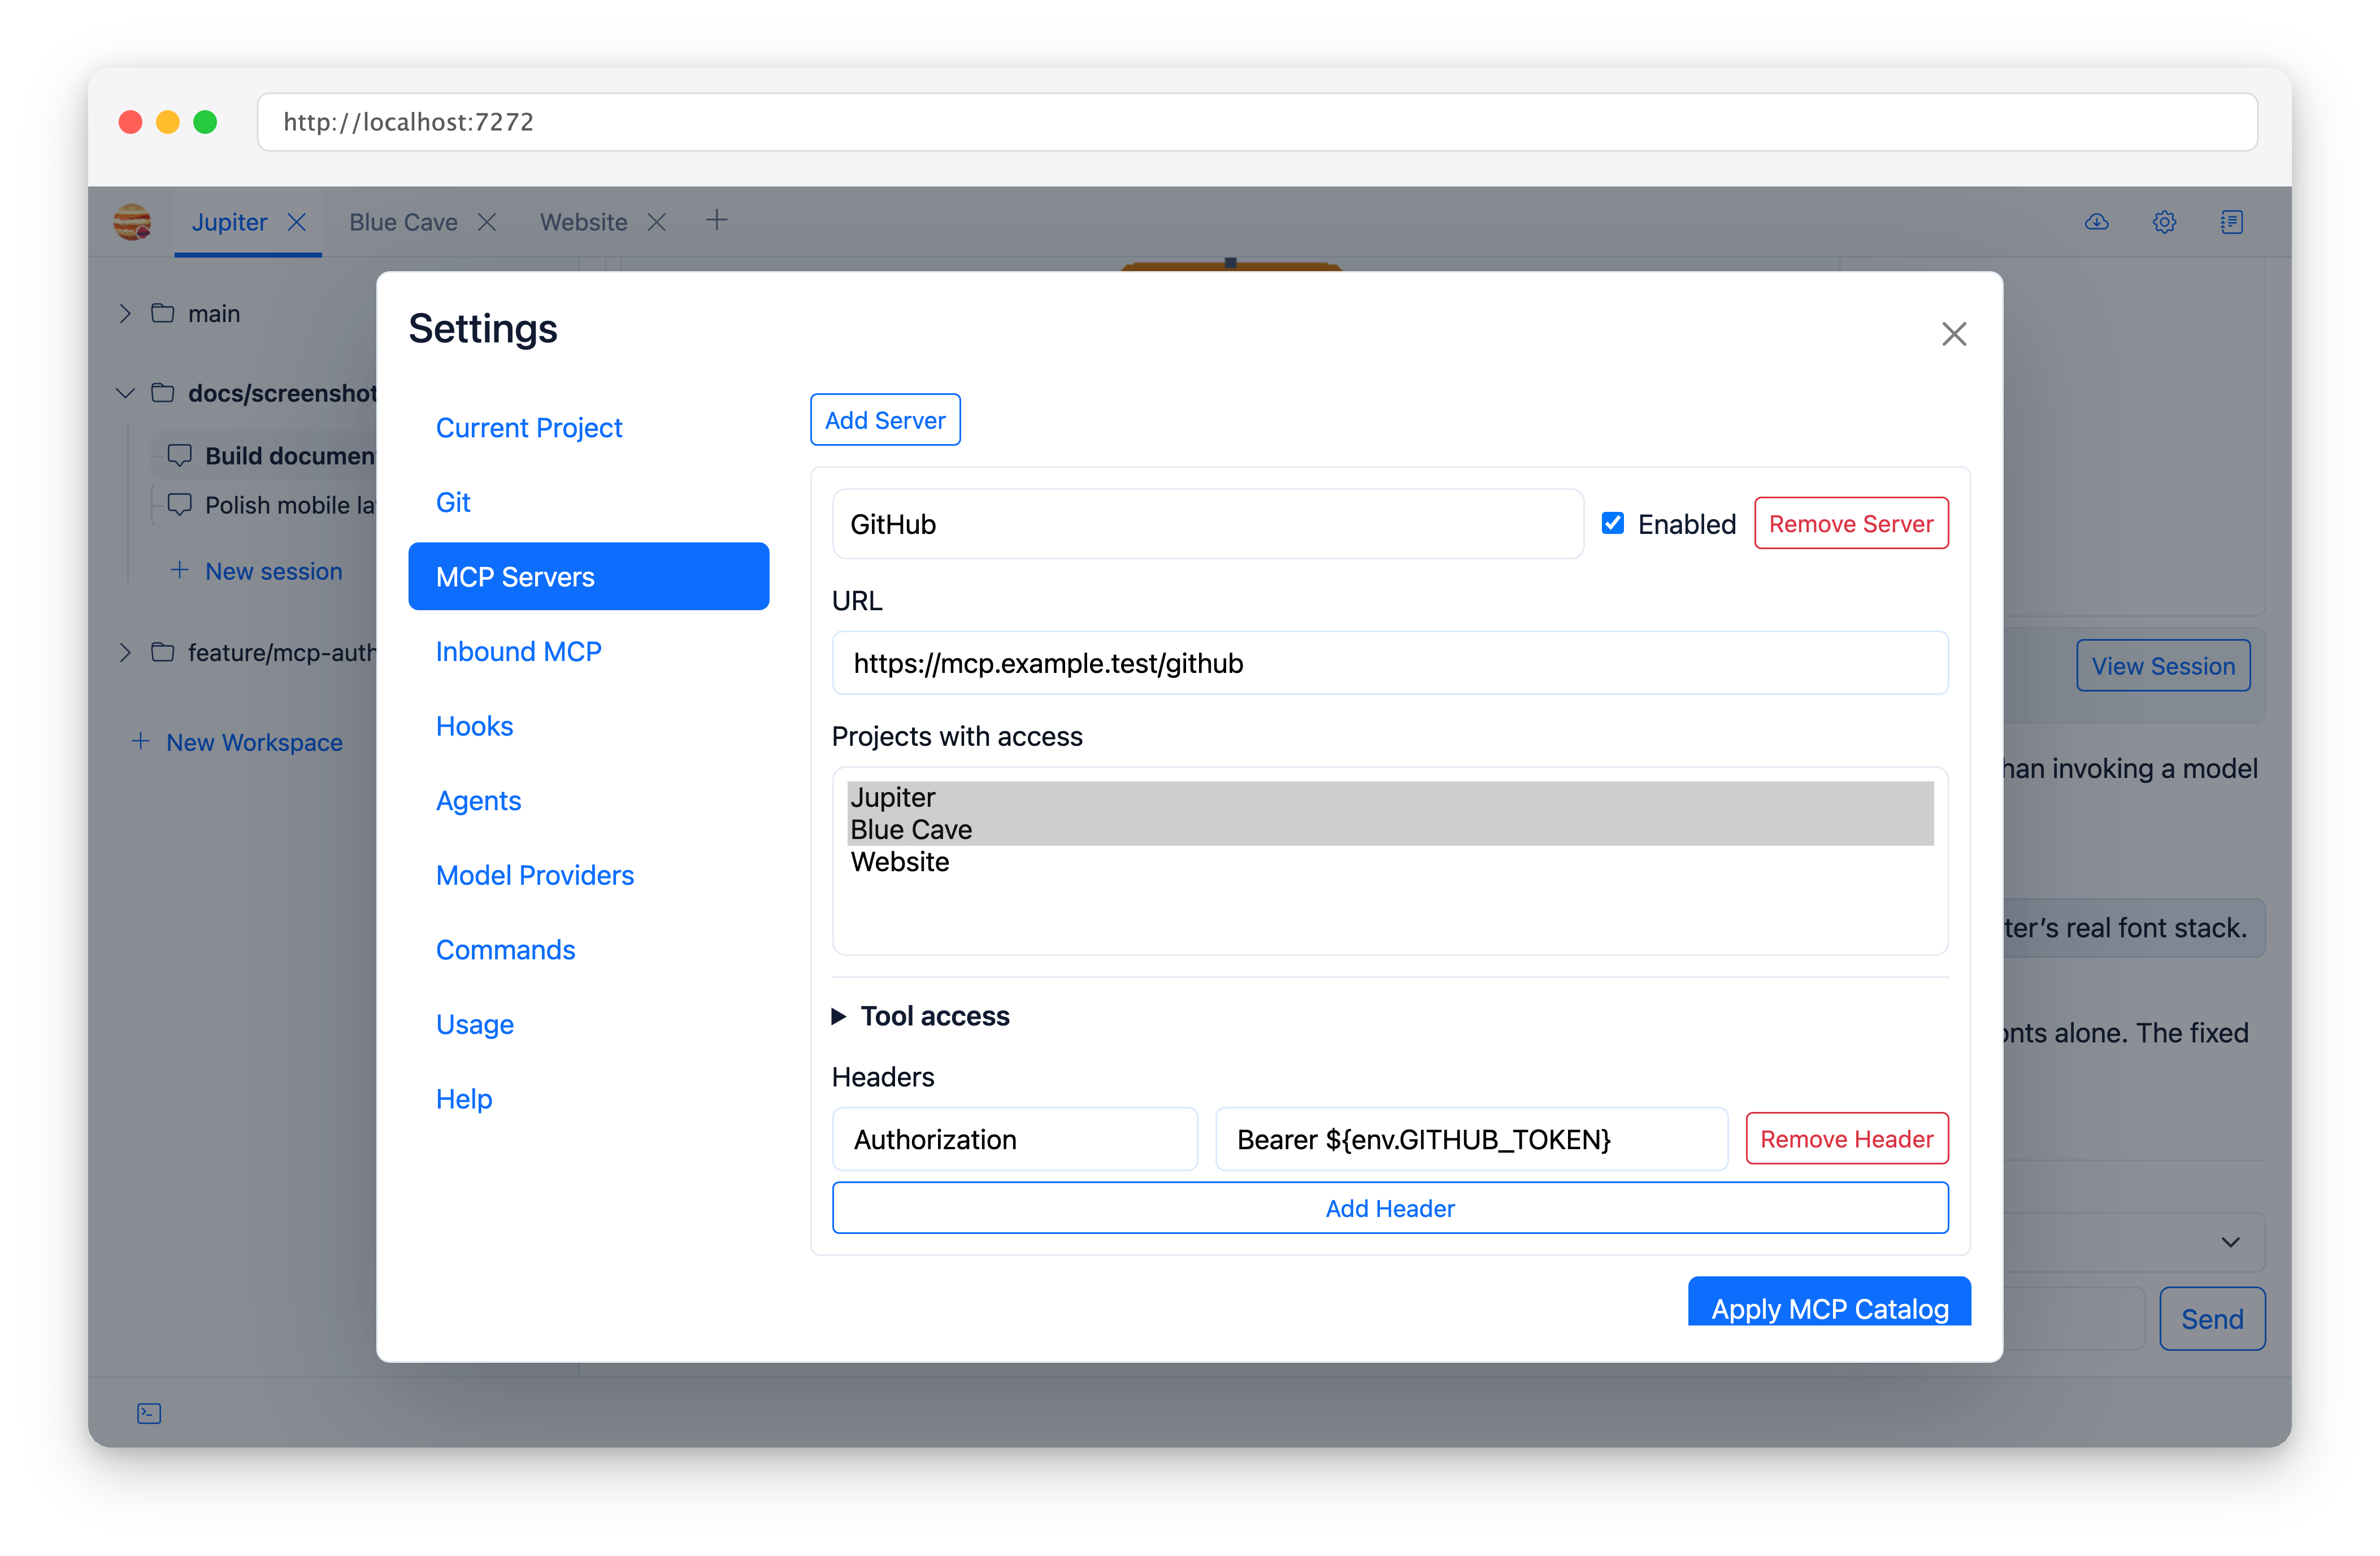 http://localhost:7272
Jupiter
Blue Cave
Website
main
docs/screenshot
Build documen
Polish mobile la
New session
feature/mcp-auth
New Workspace
Settings
Current Project
Git
MCP Servers
Inbound MCP
Hooks
Agents
Model Providers
Commands
Usage
Help
Add Server
GitHub
Enabled
Remove Server
URL
https://mcp.example.test/github
Projects with access
Jupiter
Blue Cave
Website
Tool access
Headers
Authorization
Bearer ${env.GITHUB_TOKEN}
Remove Header
Add Header
Apply MCP Catalog
View Session
han invoking a model
ter’s real font stack.
onts alone. The fixed
Send